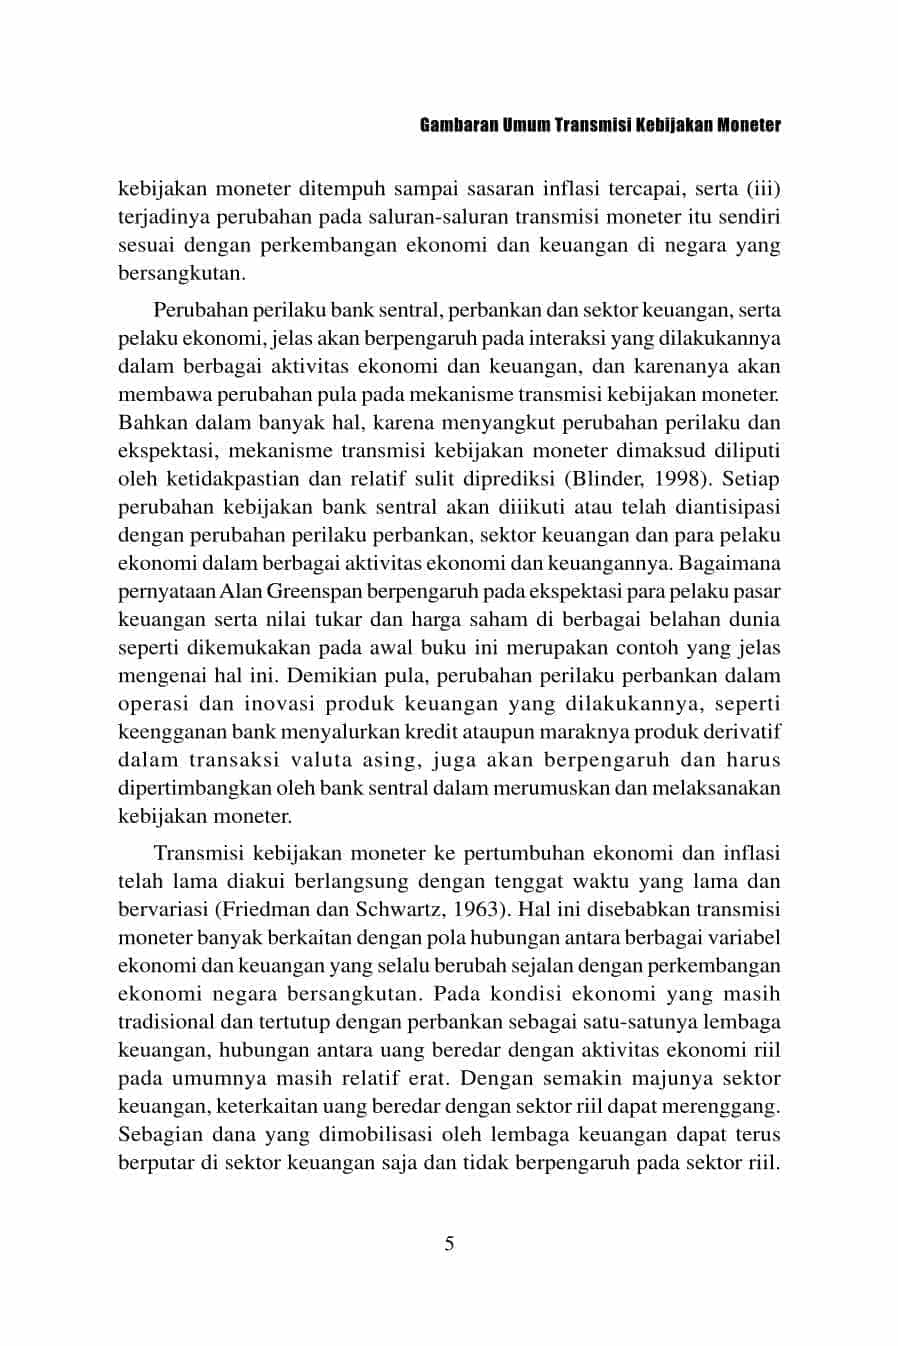 Gambaran Umum Transmisi Kebijakan Moneter
kebijakan moneter ditempuh sampai sasaran inflasi tercapai, serta (iii)
terjadinya perubahan pada saluran-saluran transmisi moneter itu sendiri
sesuai dengan perkembangan ekonomi dan keuangan di negara yang
bersangkutan.
Perubahan perilaku bank sentral, perbankan dan sektor keuangan, serta
pelaku ekonomi, jelas akan berpengaruh pada interaksi yang dilakukannya
dalam berbagai aktivitas ekonomi dan keuangan, dan karenanya akan
membawa perubahan pula pada mekanisme transmisi kebijakan moneter.
Bahkan dalam banyak hal, karena menyangkut perubahan perilaku dan
ekspektasi, mekanisme transmisi kebijakan moneter dimaksud diliputi
oleh ketidakpastian dan relatif sulit diprediksi (Blinder, 1998). Setiap
perubahan kebijakan bank sentral akan diiikuti atau telah diantisipasi
dengan perubahan perilaku perbankan, sektor keuangan dan para pelaku
ekonomi dalam berbagai aktivitas ekonomi dan keuangannya. Bagaimana
pernyataan Alan Greenspan berpengaruh pada ekspektasi para pelaku pasar
keuangan serta nilai tukar dan harga saham di berbagai belahan dunia
seperti dikemukakan pada awal buku ini merupakan contoh yang jelas
mengenai hal ini. Demikian pula, perubahan perilaku perbankan dalam
operasi dan inovasi produk keuangan yang dilakukannya, seperti
keengganan bank menyalurkan kredit ataupun maraknya produk derivatif
dalam transaksi valuta asing, juga akan berpengaruh dan harus
dipertimbangkan oleh bank sentral dalam merumuskan dan melaksanakan
kebijakan moneter.
Transmisi kebijakan moneter ke pertumbuhan ekonomi dan inflasi
telah lama diakui berlangsung dengan tenggat waktu yang lama dan
bervariasi (Friedman dan Schwartz, 1963). Hal ini disebabkan transmisi
moneter banyak berkaitan dengan pola hubungan antara berbagai variabel
ekonomi dan keuangan yang selalu berubah sejalan dengan perkembangan
ekonomi negara bersangkutan. Pada kondisi ekonomi yang masih
tradisional dan tertutup dengan perbankan sebagai satu-satunya lembaga
keuangan, hubungan antara uang beredar dengan aktivitas ekonomi riil
pada umumnya masih relatif erat. Dengan semakin majunya sektor
keuangan, keterkaitan uang beredar dengan sektor riil dapat merenggang.
Sebagian dana yang dimobilisasi oleh lembaga keuangan dapat terus
berputar di sektor keuangan saja dan tidak berpengaruh pada sektor riil.
5